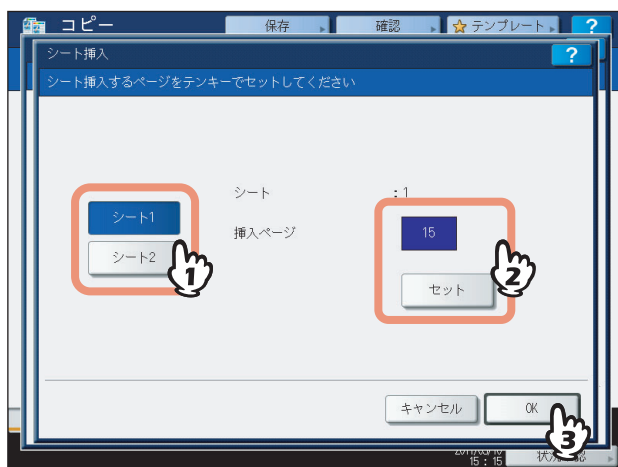 コピー
保存
確認
テンプレート
?
シート挿入
?
シート挿入するページをテンキーでセットしてください
シート
:1
シート1
挿入ページ
15
シート2
1
2
セット
キャンセル
OK
3
15:15